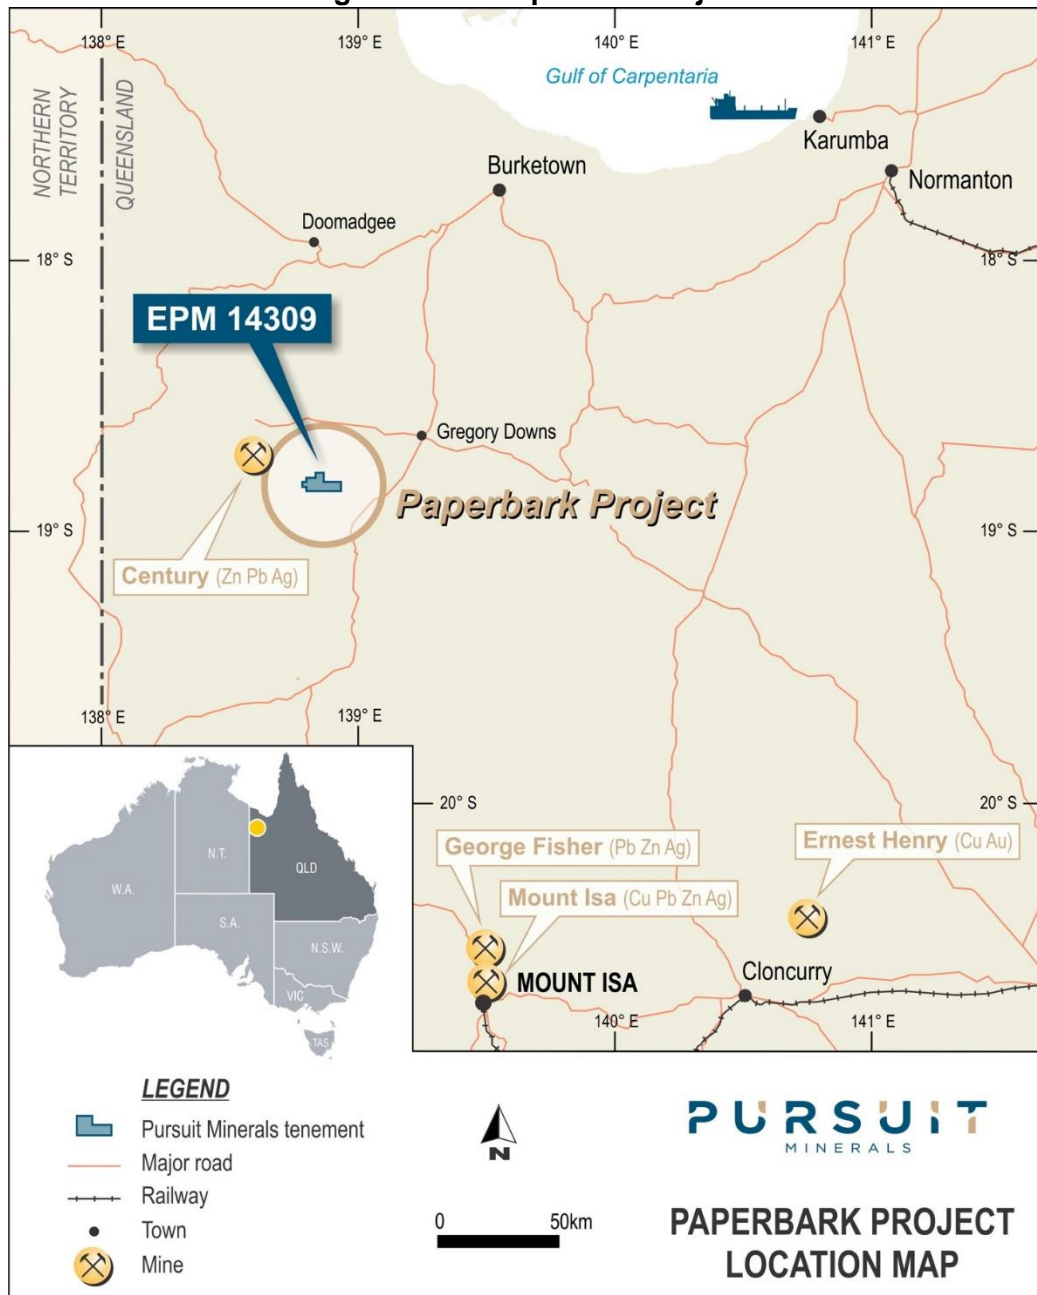 138° E
139° E
140° E
141° E
Gulf of Carpentaria
NORTHERN
TERRITORY
QUEENSLAND
Karumba
Burketown
Normanton
Doomadgee
18° S
18° S
EPM 14309
Gregory Downs
Paperbark Project
19° S
19° S
Century (Zn Pb Ag)
138° E
139° E
20° S
20° S
George Fisher (Pb Zn Ag)
Ernest Henry (Cu Au)
Mount Isa (Cu Pb Zn Ag)
MOUNT ISA
Cloncurry
140° E
141° E
W.A.
N.T.
QLD
S.A.
N.S.W.
VIC
TAS
LEGEND
Pursuit Minerals tenement
Major road
Railway
Town
Mine
N
0 50km
PURSUIT
MINERALS
PAPERBARK PROJECT
LOCATION MAP